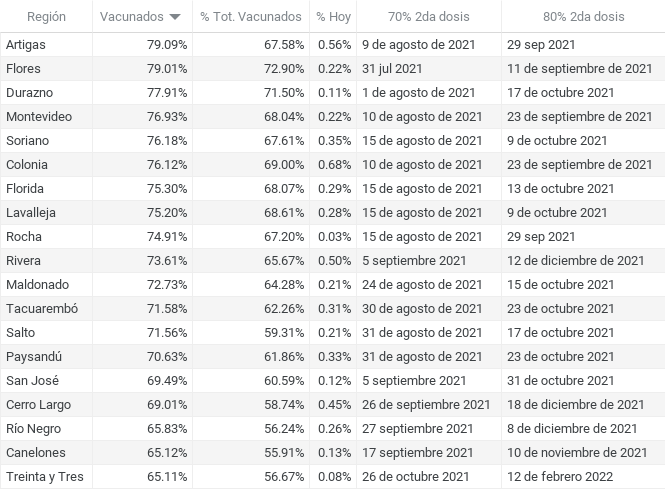 Región Vacunados % Tot. Vacunados % Hoy 70% 2da dosis 80% 2da dosis
Artigas 79.09% 67.58% 0.56% 9 de agosto de 2021 29 sep 2021
Flores 79.01% 72.90% 0.22% 31 jul 2021 11 de septiembre de 2021
Durazno 77.91% 71.50% 0.11% 1 de agosto de 2021 17 de octubre 2021
Montevideo 76.93% 68.04% 0.22% 10 de agosto de 2021 23 de septiembre de 2021
Soriano 76.18% 67.61% 0.35% 15 de agosto de 2021 9 de octubre 2021
Colonia 76.12% 69.00% 0.68% 10 de agosto de 2021 23 de septiembre de 2021
Florida 75.30% 68.07% 0.29% 15 de agosto de 2021 13 de octubre 2021
Lavalleja 75.20% 68.61% 0.28% 15 de agosto de 2021 9 de octubre 2021
Rocha 74.91% 67.20% 0.03% 15 de agosto de 2021 29 sep 2021
Rivera 73.61% 65.67% 0.50% 5 septiembre 2021 12 de diciembre de 2021
Maldonado 72.73% 64.28% 0.21% 24 de agosto de 2021 15 de octubre 2021
Tacuarembó 71.58% 62.26% 0.31% 30 de agosto de 2021 23 de octubre 2021
Salto 71.56% 59.31% 0.21% 31 de agosto de 2021 17 de octubre 2021
Paysandú 70.63% 61.86% 0.33% 31 de agosto de 2021 23 de octubre 2021
San José 69.49% 60.59% 0.12% 5 septiembre 2021 31 de octubre 2021
Cerro Largo 69.01% 58.74% 0.45% 26 de septiembre 2021 18 de diciembre de 2021
Río Negro 65.83% 56.24% 0.26% 27 septiembre 2021 8 de diciembre de 2021
Canelones 65.12% 55.91% 0.13% 17 septiembre 2021 10 de noviembre de 2021
Treinta y Tres 65.11% 56.67% 0.08% 26 de octubre 2021 12 de febrero 2022